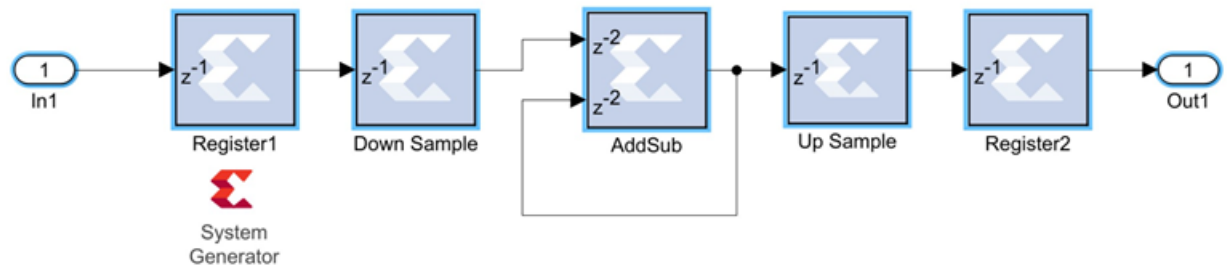 1
In1
z-1
Register1
z-1
Down Sample
z-2
z-2
AddSub
z-1
Up Sample
z-1
Register2
1
Out1
System
Generator